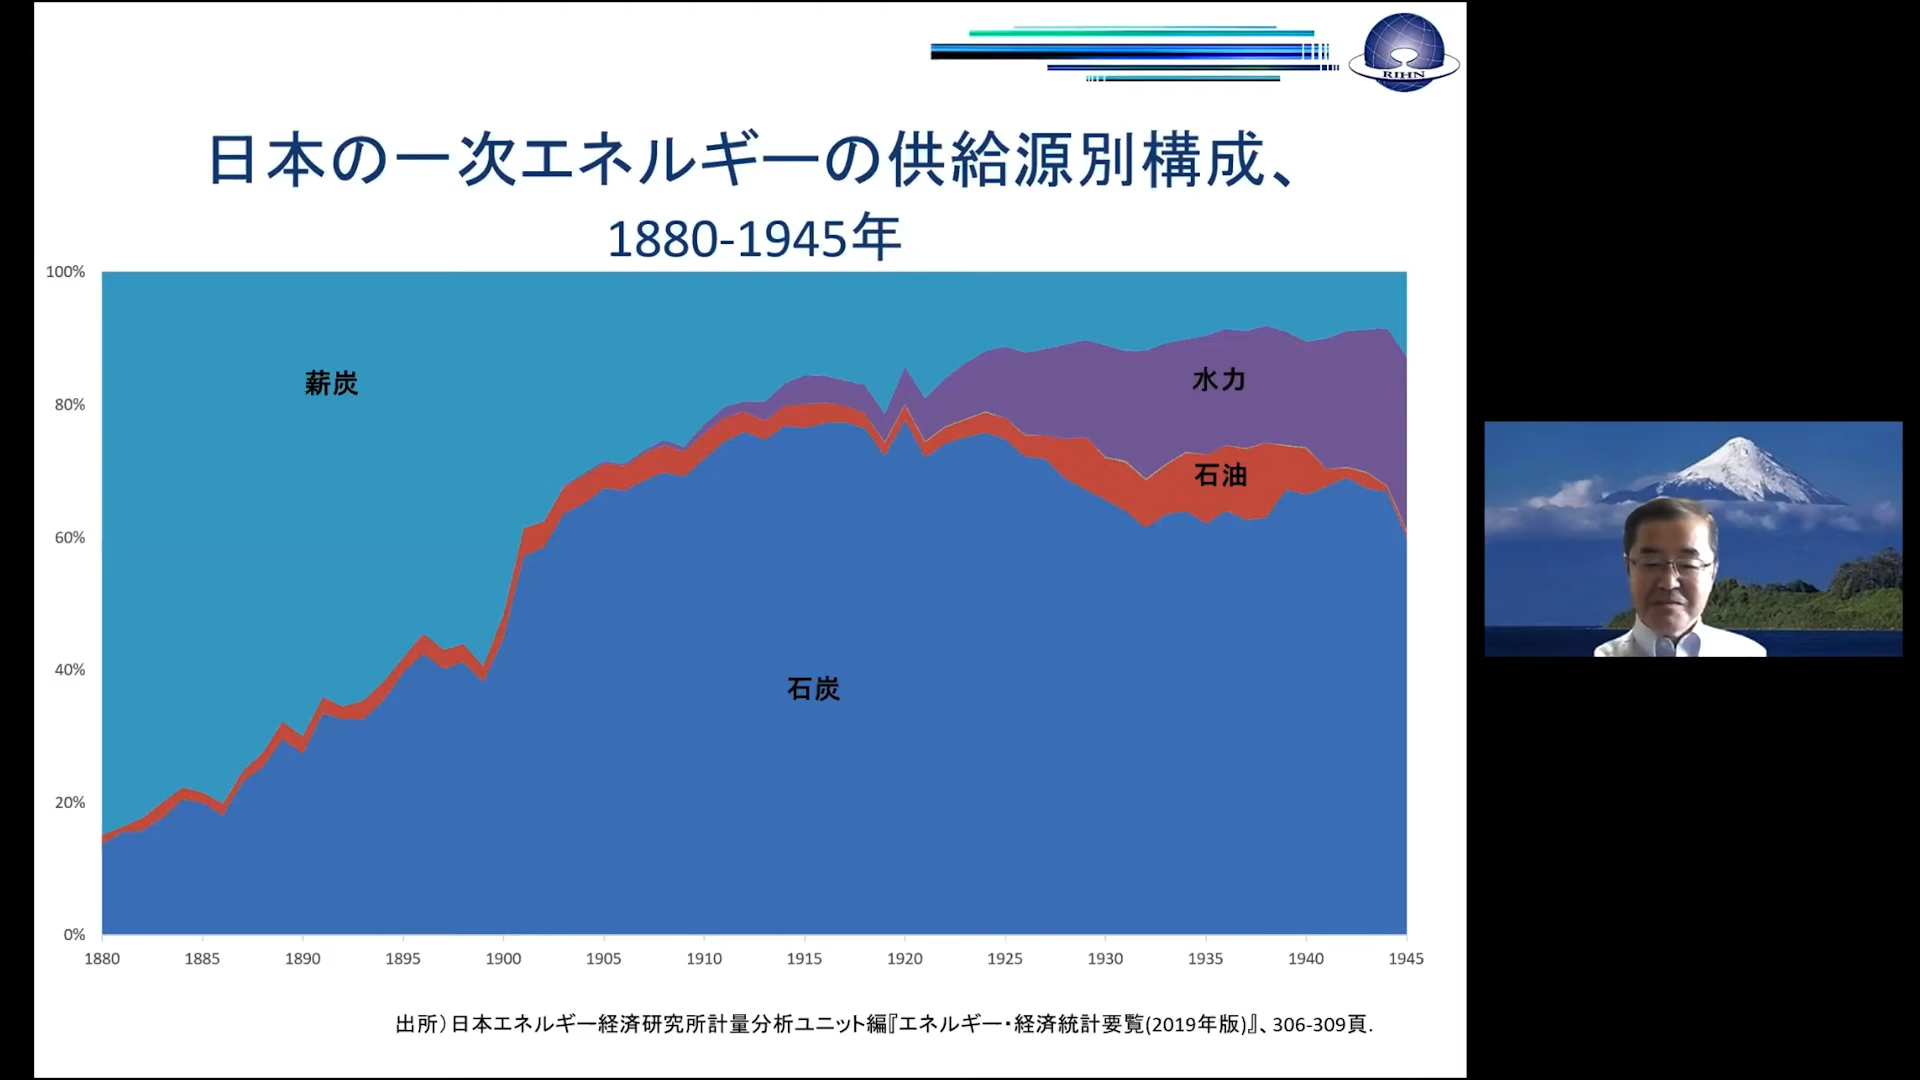 RIHN
日本の一次エネルギーの供給源別構成、
1880-1945年
100%
80%
60%
40%
20%
0%
薪炭
水力
石油
石炭
1880 1885 1890 1895 1900 1905 1910 1915 1920 1925 1930 1935 1940 1945
出所）日本エネルギー経済研究所計量分析ユニット編『エネルギー・経済統計要覧(2019年版)』、306-309頁.